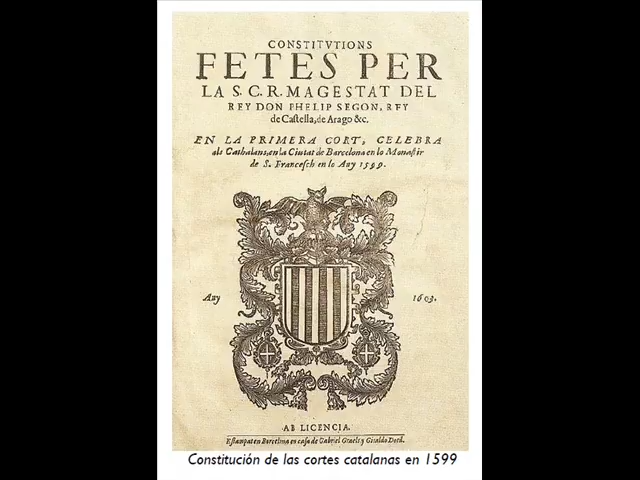 CONSTITVTIONS
FETES PER
LA S. C. R. MAGESTAT DEL
REY DON PHELIP SEGON, REY
de Castella, de Arago &c.
EN LA PRIMERA CORT, CELEBRA
als Cathalans, en la Ciutat de Barcelona en lo Monastir
de S. Francesch en lo Any 1599.
Any 1603.
AB LICENCIA.
Estampat en Barcelona en casa de Gabriel Graells y Giraldo Dotil.
Constitución de las cortes catalanas en 1599